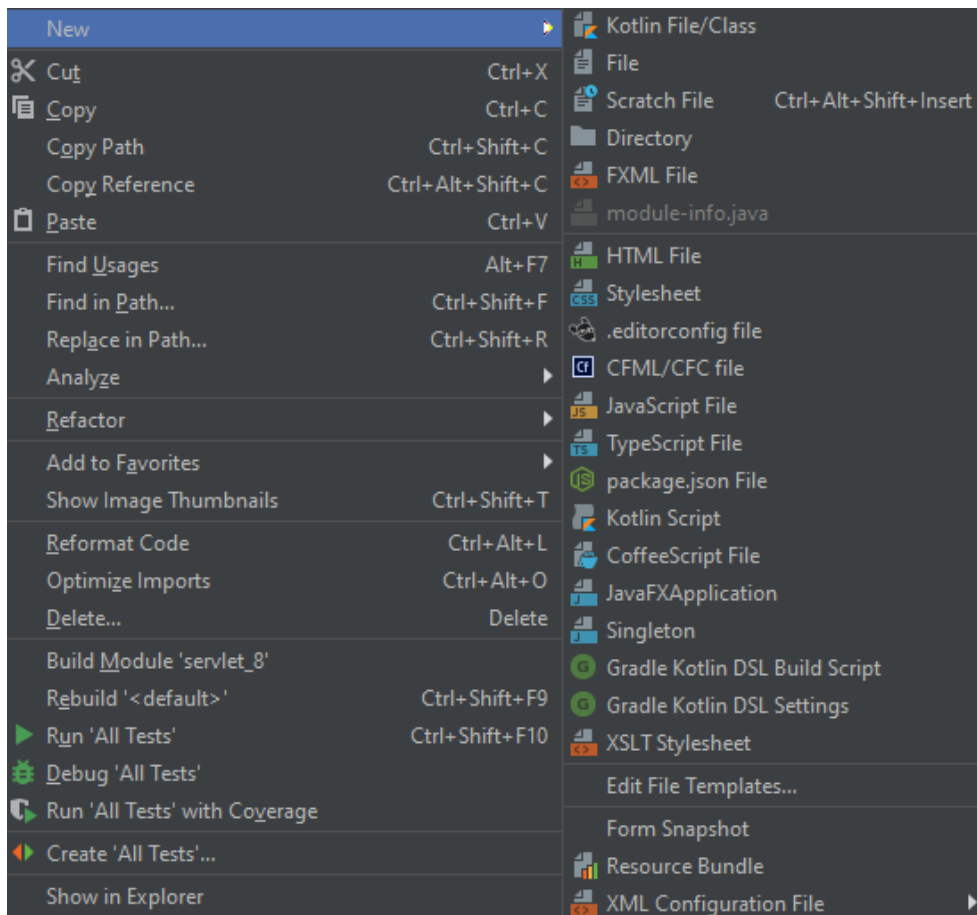 New
Cut Ctrl+X
Copy Ctrl+C
Copy Path Ctrl+Shift+C
Copy Reference Ctrl+Alt+Shift+C
Paste Ctrl+V
Find Usages Alt+F7
Find in Path... Ctrl+Shift+F
Replace in Path... Ctrl+Shift+R
Analyze
Refactor
Add to Favorites
Show Image Thumbnails Ctrl+Shift+T
Reformat Code Ctrl+Alt+L
Optimize Imports Ctrl+Alt+O
Delete... Delete
Build Module 'servlet_8'
Rebuild '<default>' Ctrl+Shift+F9
Run 'All Tests' Ctrl+Shift+F10
Debug 'All Tests'
Run 'All Tests' with Coverage
Create 'All Tests'...
Show in Explorer
Kotlin File/Class
File
Scratch File Ctrl+Alt+Shift+Insert
Directory
FXML File
module-info.java
H HTML File
CSS Stylesheet
.editorconfig file
Cf CFML/CFC file
JS JavaScript File
TS TypeScript File
JS package.json File
Kotlin Script
CoffeeScript File
J JavaFXApplication
J Singleton
G Gradle Kotlin DSL Build Script
G Gradle Kotlin DSL Settings
<> XSLT Stylesheet
Edit File Templates...
Form Snapshot
Resource Bundle
XML Configuration File